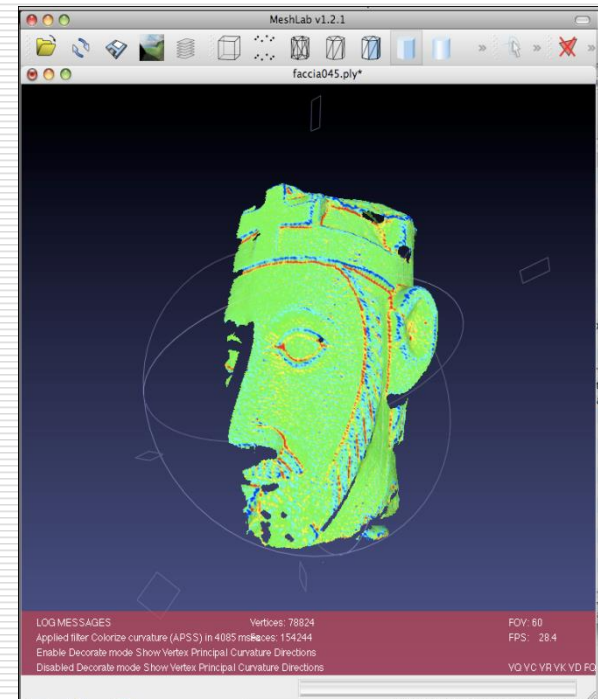 MeshLab v1.2.1
faccia045.ply*
LOG MESSAGES Vertices: 78824 FOV: 60
Applied filter Colorize curvature (APSS) in 4085 msec Faces: 154244 FPS: 28.4
Enable Decorate mode Show Vertex Principal Curvature Directions
Disabled Decorate mode Show Vertex Principal Curvature Directions VQ VC VR VK VD FQ